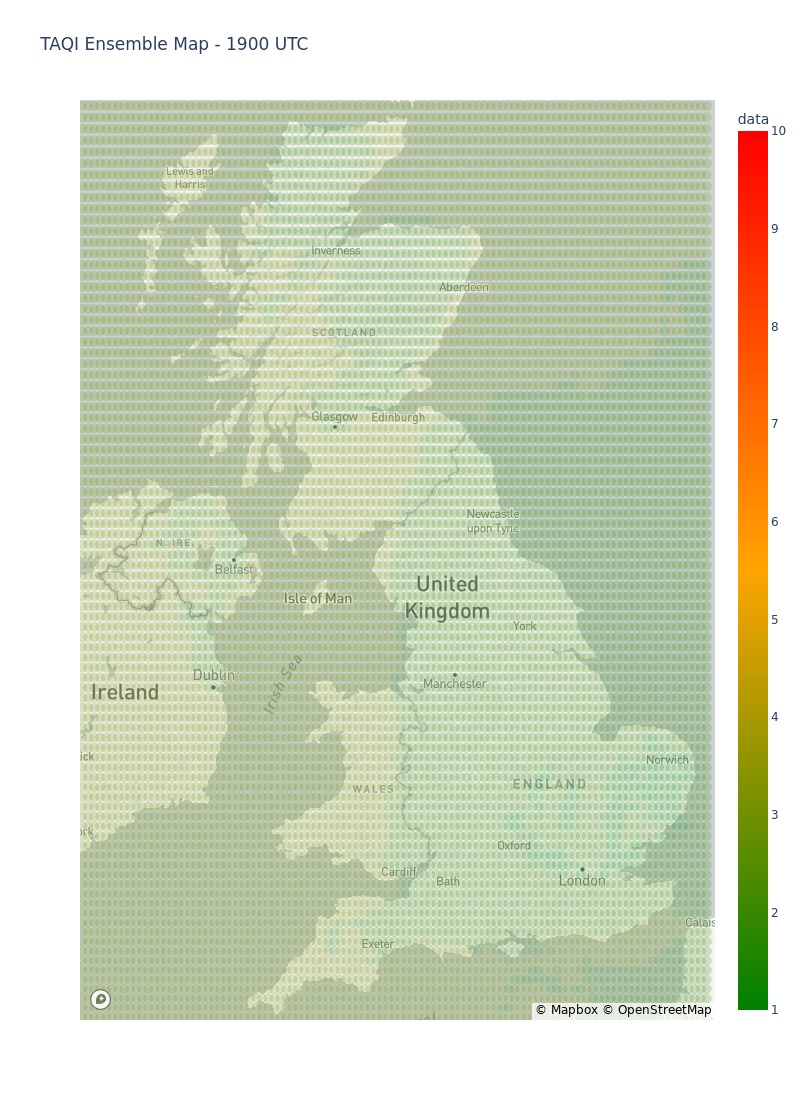 TAQI Ensemble Map - 1900 UTC
data
10
9
8
7
6
5
4
3
2
1
Lewis and
Harris
Inverness
Aberdeen
SCOTLAND
Glasgow
Edinburgh
Newcastle
upon Tyne
N. IRE.
Belfast
Isle of Man
United
Kingdom
York
Dublin
Manchester
Irish Sea
Ireland
ick
Norwich
WALES
ENGLAND
ork
Oxford
Cardiff
Bath
London
Calais
Exeter
© Mapbox © OpenStreetMap